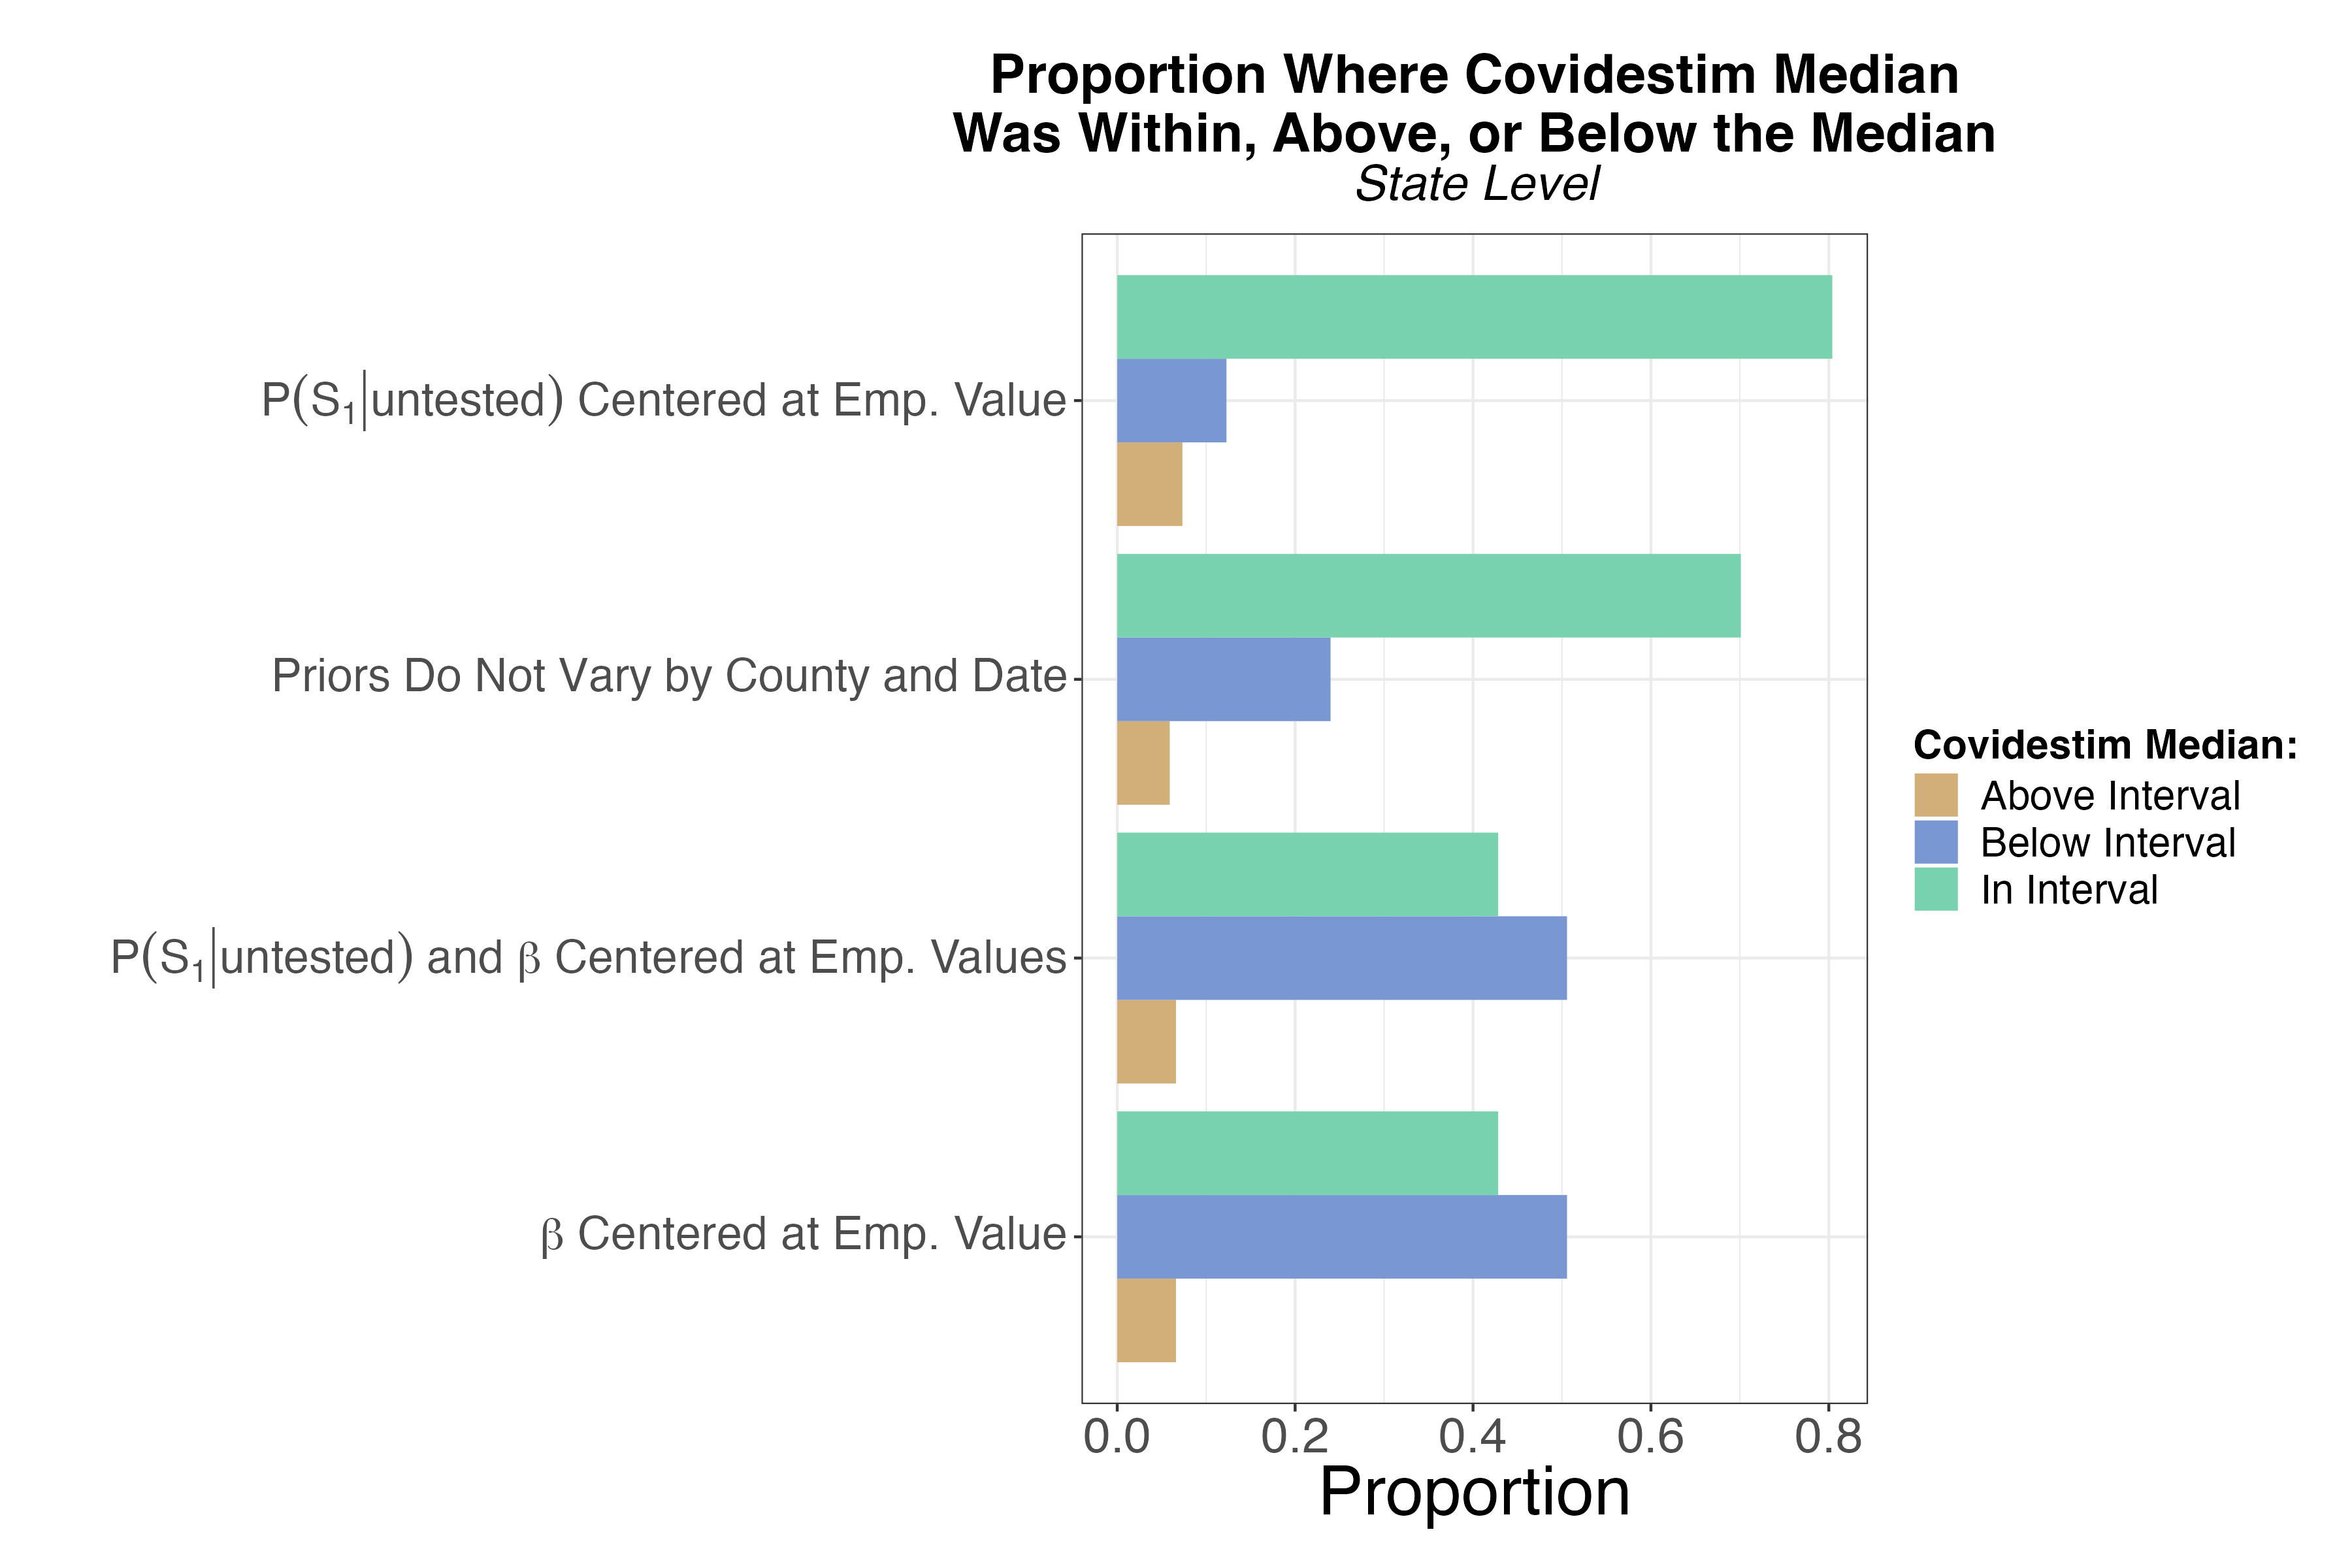 Proportion Where Covidestim Median
Was Within, Above, or Below the Median
State Level
P(S₁|untested) Centered at Emp. Value
Priors Do Not Vary by County and Date
P(S₁|untested) and β Centered at Emp. Values
β Centered at Emp. Value
0.0 0.2 0.4 0.6 0.8
Proportion
Covidestim Median:
Above Interval
Below Interval
In Interval